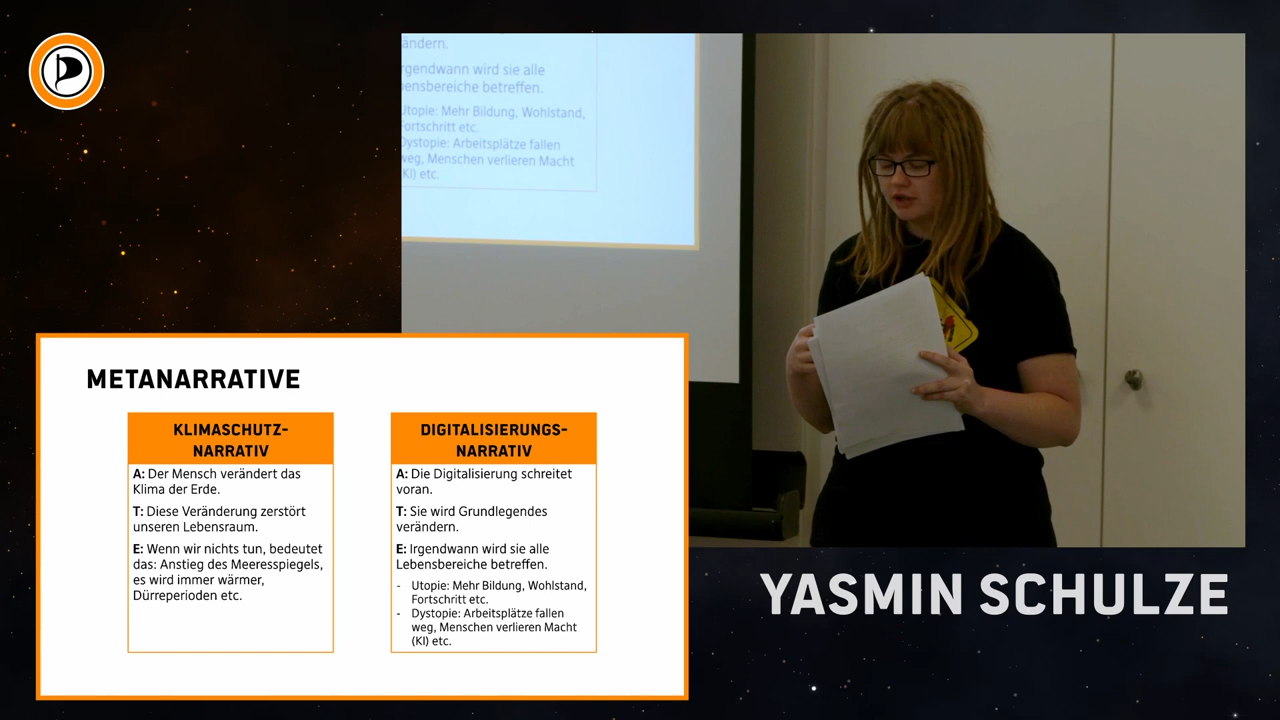 ändern.
rgendwann wird sie alle
bensbereiche betreffen.
Utopie: Mehr Bildung, Wohlstand,
Fortschritt etc.
Dystopie: Arbeitsplätze fallen
weg, Menschen verlieren Macht
(KI) etc.
METANARRATIVE
KLIMASCHUTZ-
NARRATIV
A: Der Mensch verändert das
Klima der Erde.
T: Diese Veränderung zerstört
unseren Lebensraum.
E: Wenn wir nichts tun, bedeutet
das: Anstieg des Meeresspiegels,
es wird immer wärmer,
Dürreperioden etc.
DIGITALISIERUNGS-
NARRATIV
A: Die Digitalisierung schreitet
voran.
T: Sie wird Grundlegendes
verändern.
E: Irgendwann wird sie alle
Lebensbereiche betreffen.
- Utopie: Mehr Bildung, Wohlstand,
Fortschritt etc.
- Dystopie: Arbeitsplätze fallen
weg, Menschen verlieren Macht
(KI) etc.
YASMIN SCHULZE